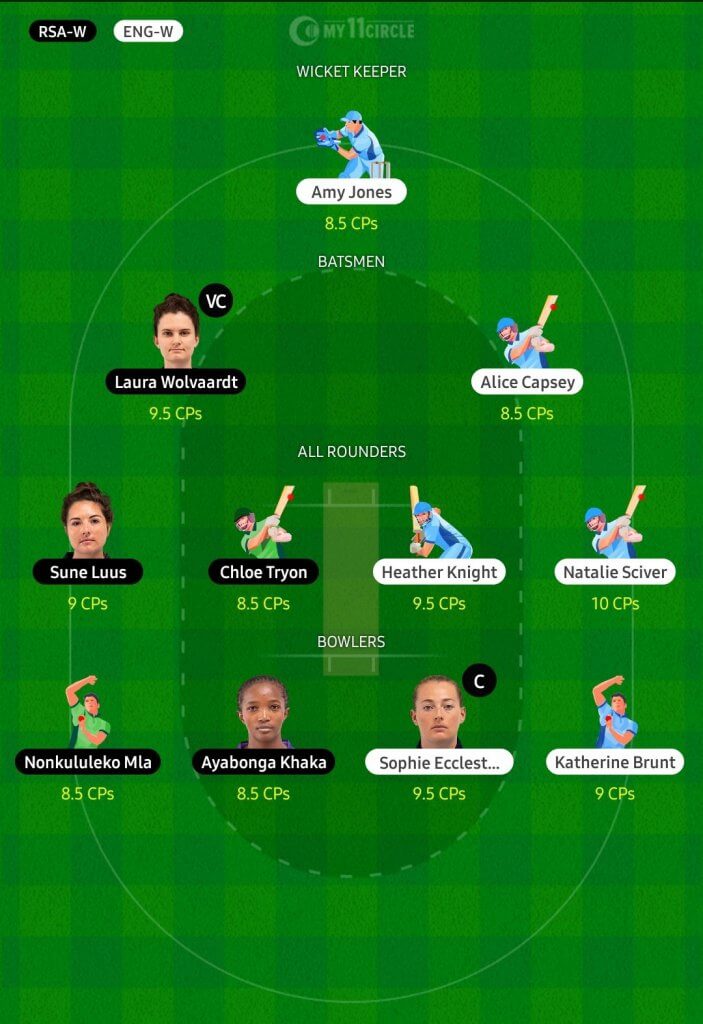 RSA-W
ENG-W
MY11CIRCLE
WICKET KEEPER
Amy Jones
8.5 CPs
BATSMEN
VC
Laura Wolvaardt
Alice Capsey
9.5 CPs
8.5 CPs
ALL ROUNDERS
Sune Luus
Chloe Tryon
Heather Knight
Natalie Sciver
9 CPs
8.5 CPs
9.5 CPs
10 CPs
BOWLERS
C
Nonkululeko Mla
Ayabonga Khaka
Sophie Ecclest...
Katherine Brunt
8.5 CPs
8.5 CPs
9.5 CPs
9 CPs